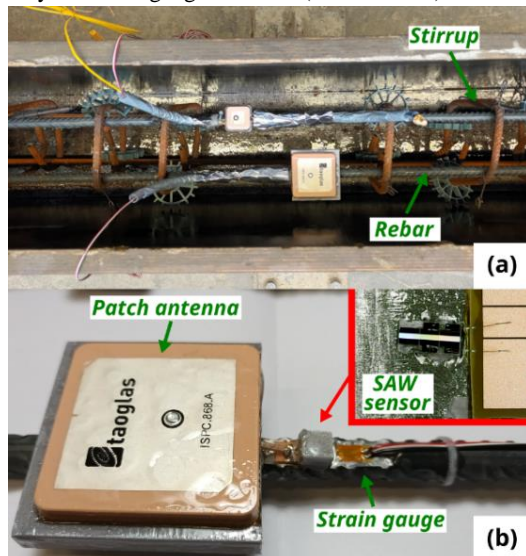 Stirrup
Rebar
(a)
Patch antenna
taoglas
ISPC.868.A
SAW
sensor
Strain gauge
(b)